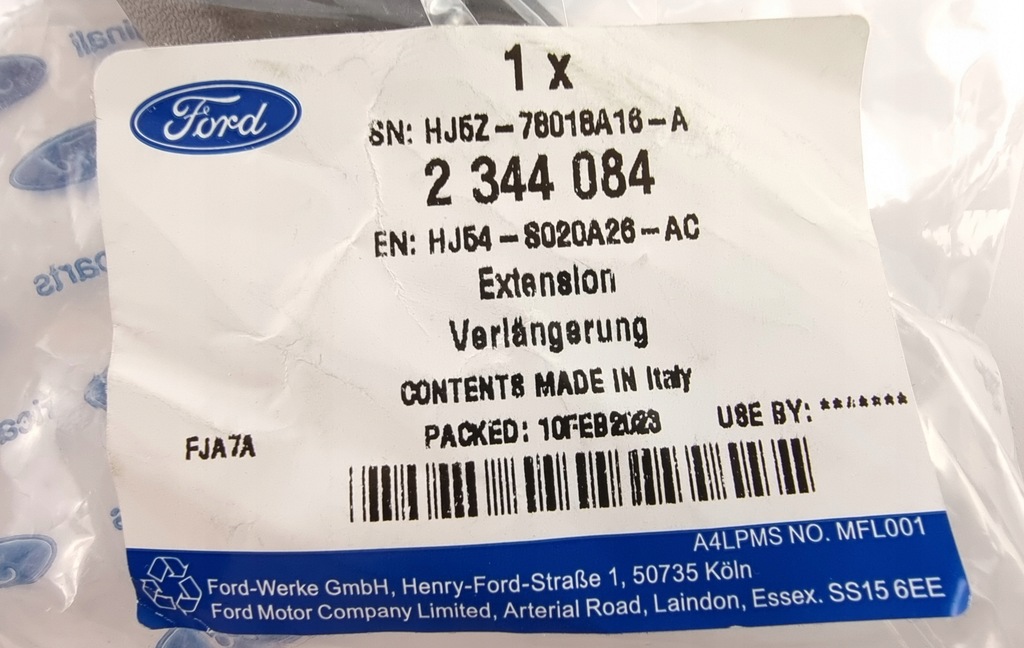 Ford
1 x
SN: HJ5Z-78018A16-A
2 344 084
EN: HJ54-S020A26-AC
Extension
Verlängerung
CONTENTS MADE IN Italy
PACKED: 10FEB2023 USE BY: ********
FJA7A
A4LPMS NO. MFL001
Ford-Werke GmbH, Henry-Ford-Straße 1, 50735 Köln
Ford Motor Company Limited, Arterial Road, Laindon, Essex. SS15 6EE